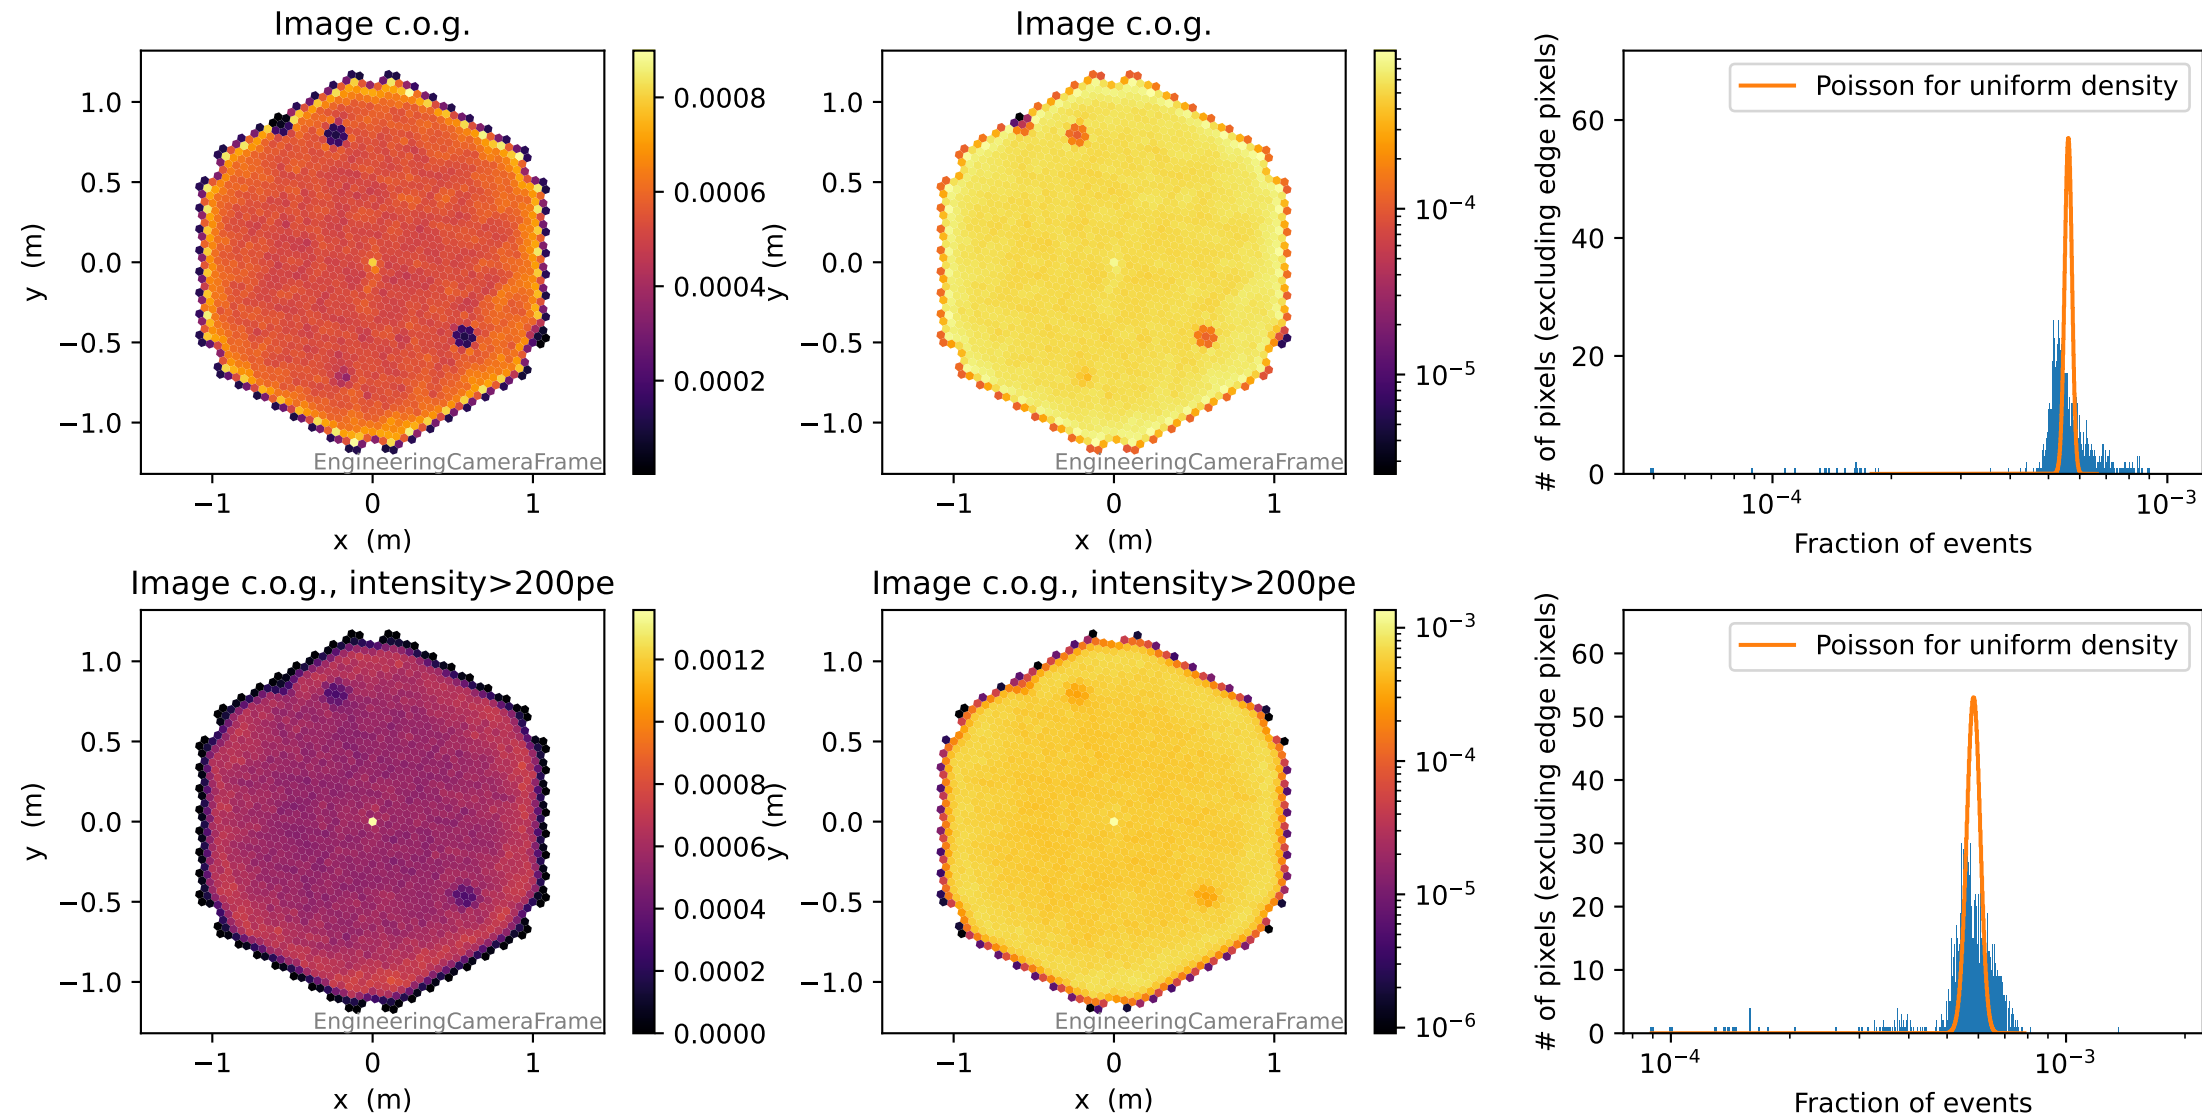 Image c.o.g.
1.0
0.5
0.0
−0.5
−1.0
y (m)
−1
0
1
x (m)
EngineeringCameraFrame
0.0008
0.0006
0.0004
0.0002
Image c.o.g.
1.0
0.5
0.0
−0.5
−1.0
y (m)
−1
0
1
x (m)
EngineeringCameraFrame
10⁻⁴
10⁻⁵
# of pixels (excluding edge pixels)
60
40
20
0
Poisson for uniform density
10⁻⁴
10⁻³
Fraction of events
Image c.o.g., intensity>200pe
1.0
0.5
0.0
−0.5
−1.0
y (m)
−1
0
1
x (m)
EngineeringCameraFrame
0.0012
0.0010
0.0008
0.0006
0.0004
0.0002
0.0000
Image c.o.g., intensity>200pe
1.0
0.5
0.0
−0.5
−1.0
y (m)
−1
0
1
x (m)
EngineeringCameraFrame
10⁻³
10⁻⁴
10⁻⁵
10⁻⁶
# of pixels (excluding edge pixels)
60
50
40
30
20
10
0
Poisson for uniform density
10⁻⁴
10⁻³
Fraction of events